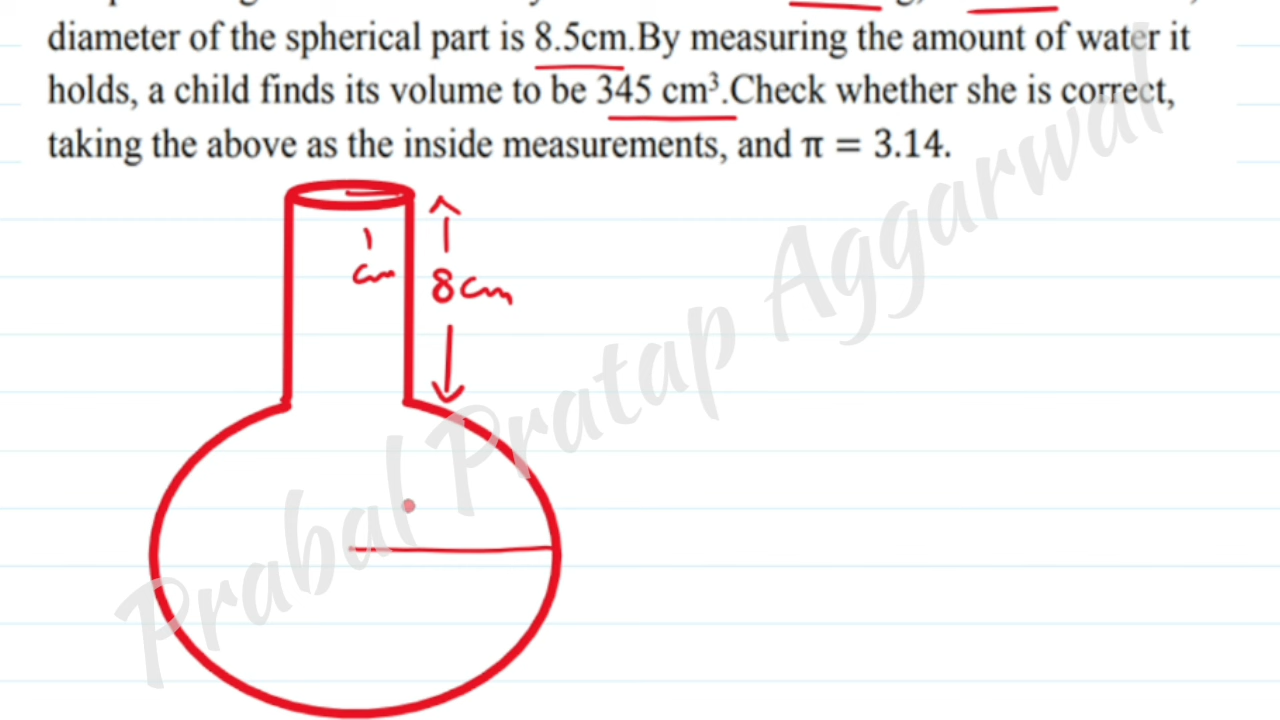 diameter of the spherical part is 8.5cm.By measuring the amount of water it
holds, a child finds its volume to be 345 cm³.Check whether she is correct,
taking the above as the inside measurements, and π = 3.14.
1
cm
8cm
Prabal Pratap Aggarwal